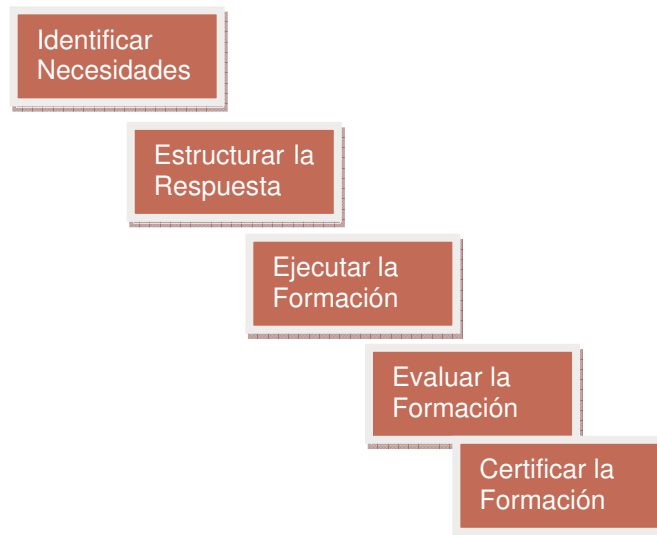 Identificar
Necesidades
Estructurar la
Respuesta
Ejecutar la
Formación
Evaluar la
Formación
Certificar la
Formación